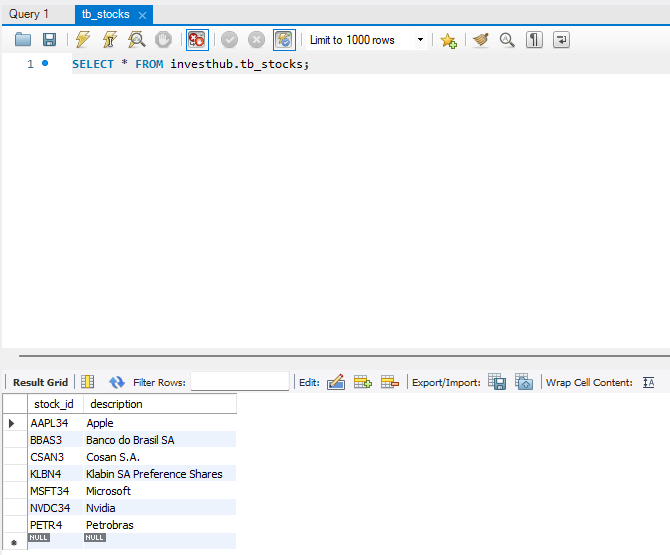 Query 1 tb_stocks
Limit to 1000 rows
1 SELECT * FROM investhub.tb_stocks;
Result Grid Filter Rows: Edit: Export/Import: Wrap Cell Content:
stock_id description
AAPL34 Apple
BBAS3 Banco do Brasil SA
CSAN3 Cosan S.A.
KLBN4 Klabin SA Preference Shares
MSFT34 Microsoft
NVDC34 Nvidia
PETR4 Petrobras
NULL NULL